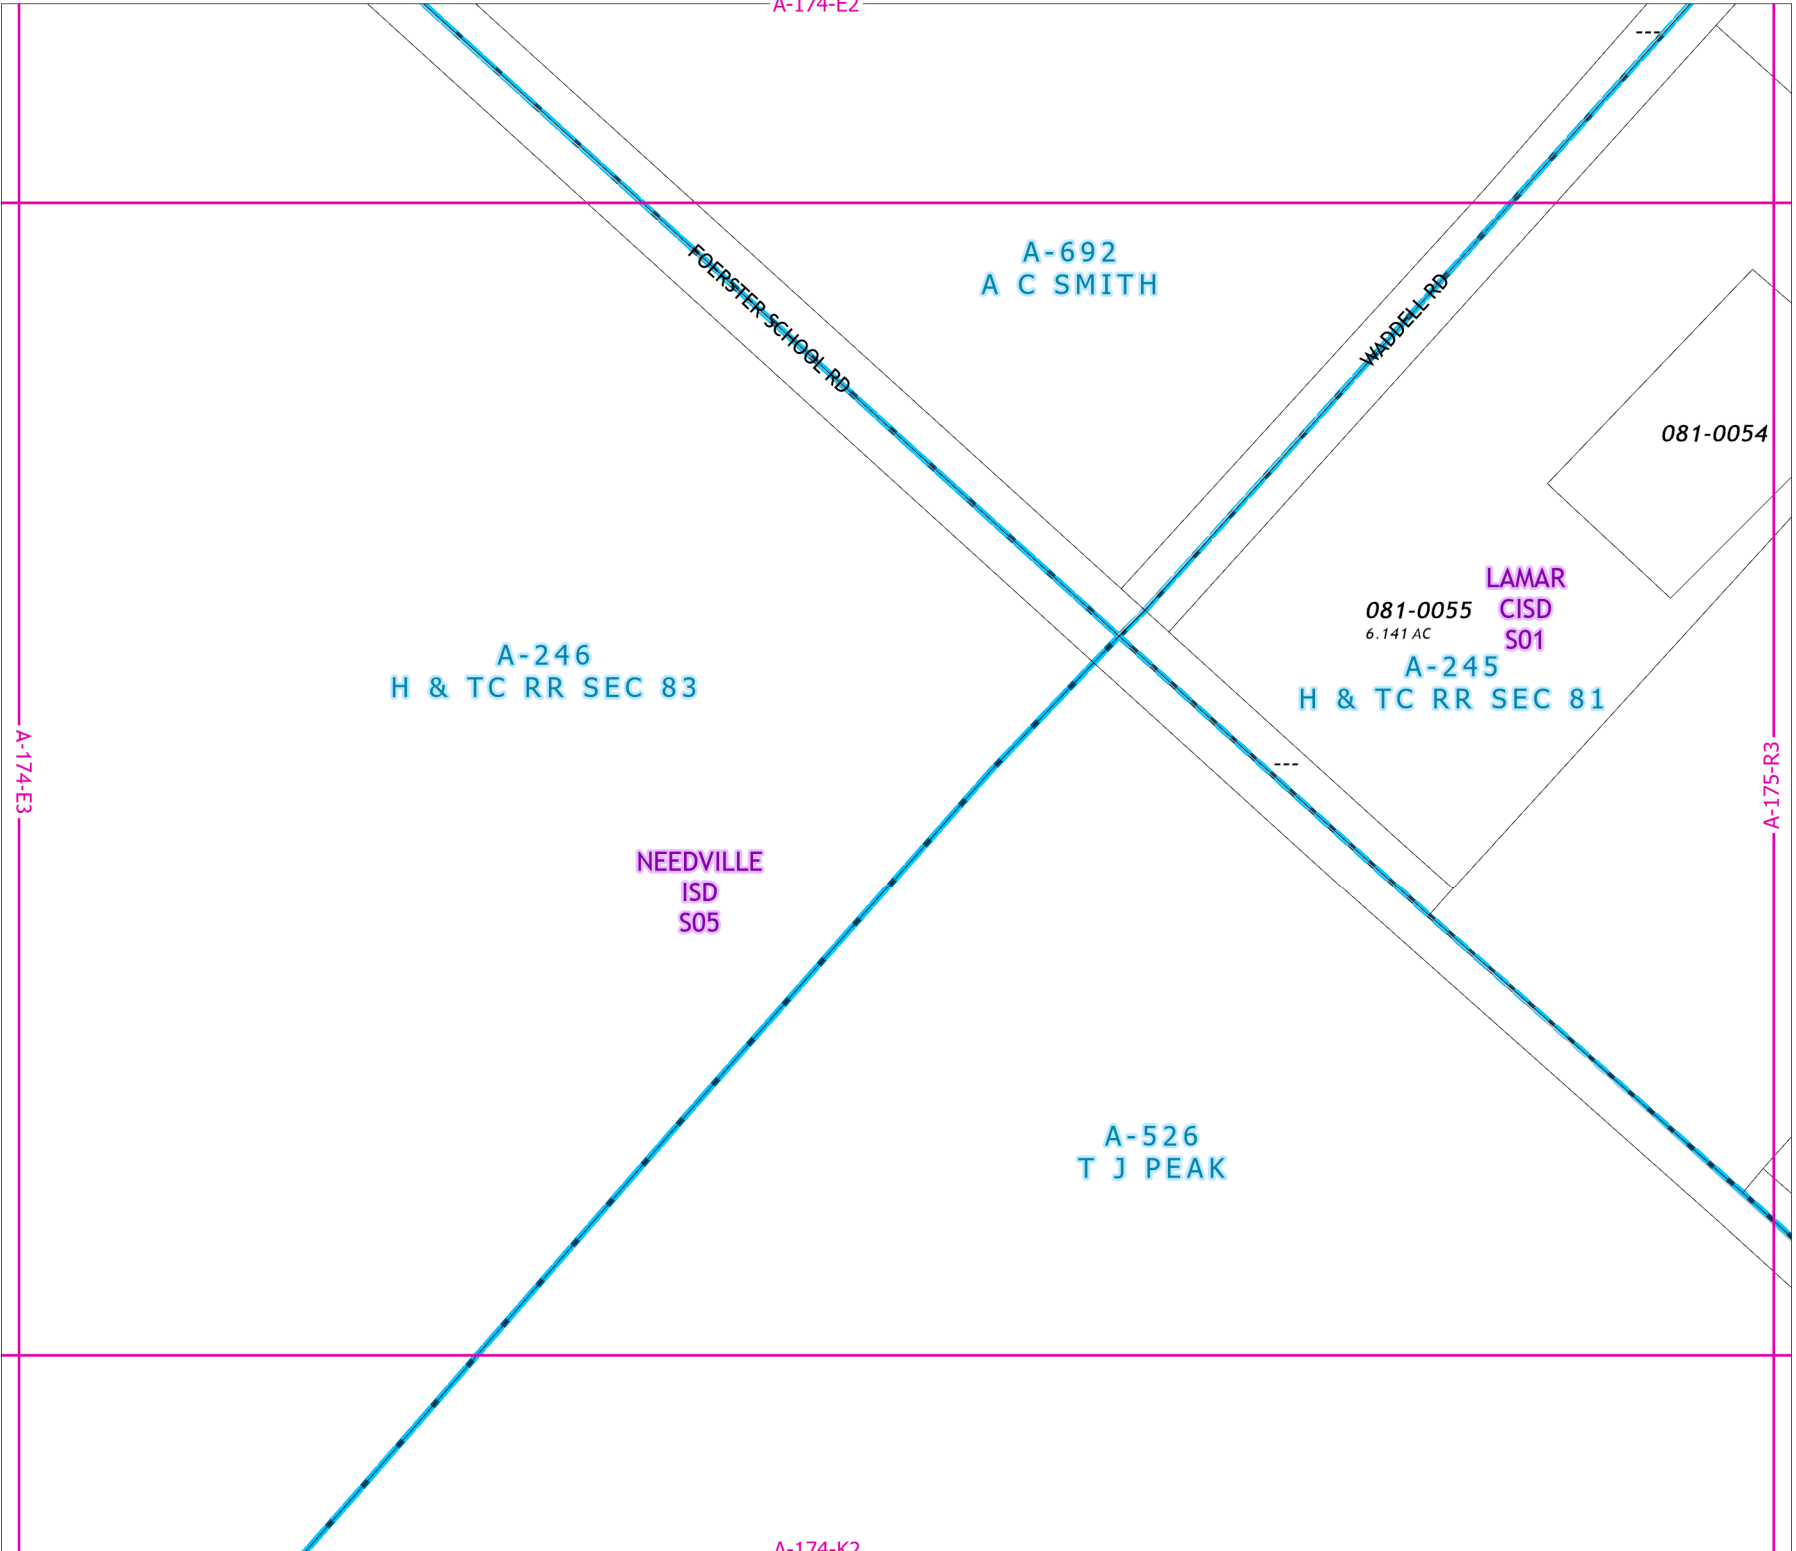 A-174-E2
---
A-692
A C SMITH
FOERSTER SCHOOL RD
WADDELL RD
081-0054
LAMAR
CISD
S01
081-0055
6.141 AC
A-246
H & TC RR SEC 83
A-245
H & TC RR SEC 81
A-174-E3
A-175-R3
---
NEEDVILLE
ISD
S05
A-526
T J PEAK
A-174-K2